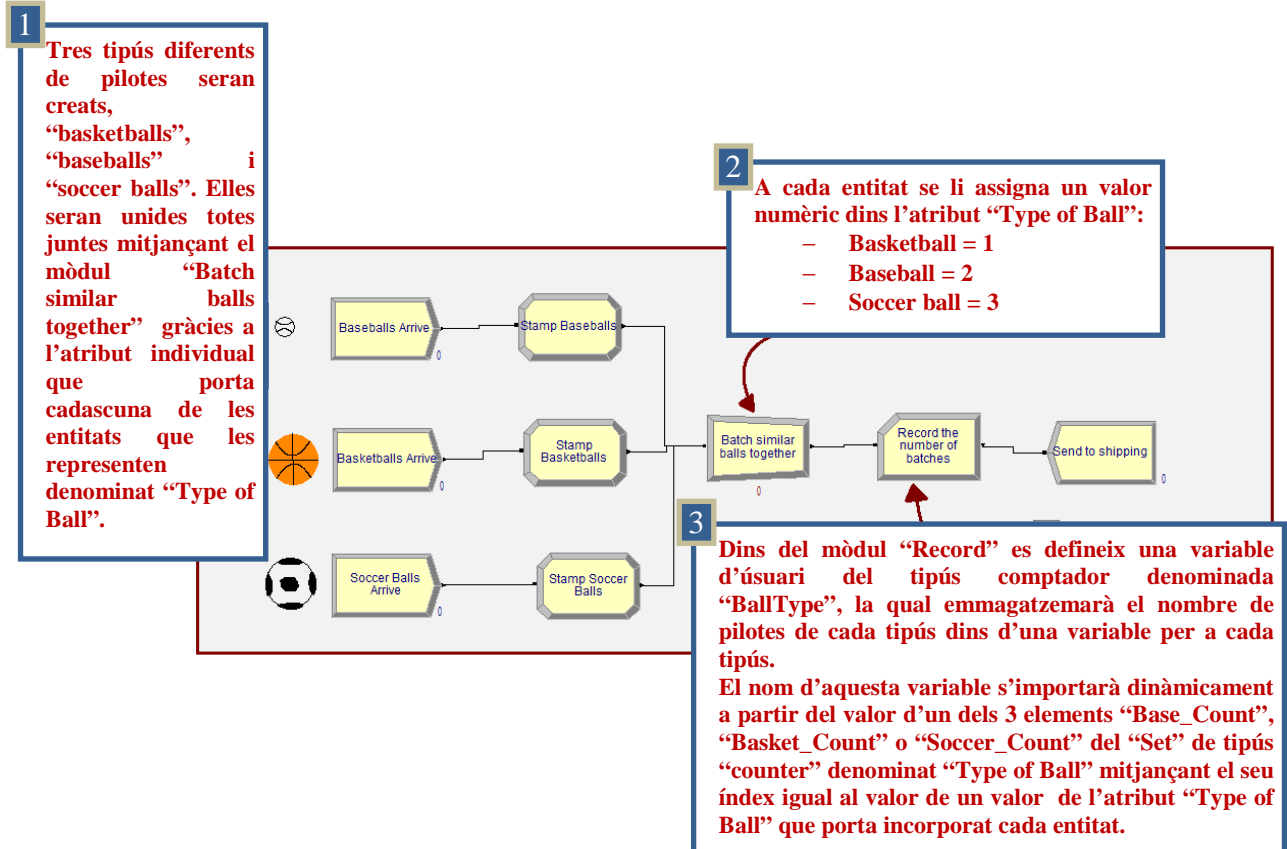 1
Tres tipús diferents
de pilotes seran
creats,
“basketballs”,
“baseballs” i
“soccer balls”. Elles
seran unides totes
juntes mitjançant el
mòdul “Batch
similar balls
together” gràcies a
l’atribut individual
que porta
cadascuna de les
entitats que les
representen
denominat “Type of
Ball”.
2
A cada entitat se li assigna un valor
numèric dins l’atribut “Type of Ball”:
– Basketball = 1
– Baseball = 2
– Soccer ball = 3
Baseballs Arrive
0
Stamp Baseballs
Basketballs Arrive
0
Stamp
Basketballs
Soccer Balls
Arrive
0
Stamp Soccer
Balls
Batch similar
balls together
0
Record the
number of
batches
Send to shipping
0
3
Dins del mòdul “Record” es defineix una variable
d’úsuari del tipús comptador denominada
“BallType”, la qual emmagatzemarà el nombre de
pilotes de cada tipús dins d’una variable per a cada
tipús.
El nom d’aquesta variable s’importarà dinàmicament
a partir del valor d’un dels 3 elements “Base_Count”,
“Basket_Count” o “Soccer_Count” del “Set” de tipús
“counter” denominat “Type of Ball” mitjançant el seu
índex igual al valor de un valor de l’atribut “Type of
Ball” que porta incorporat cada entitat.